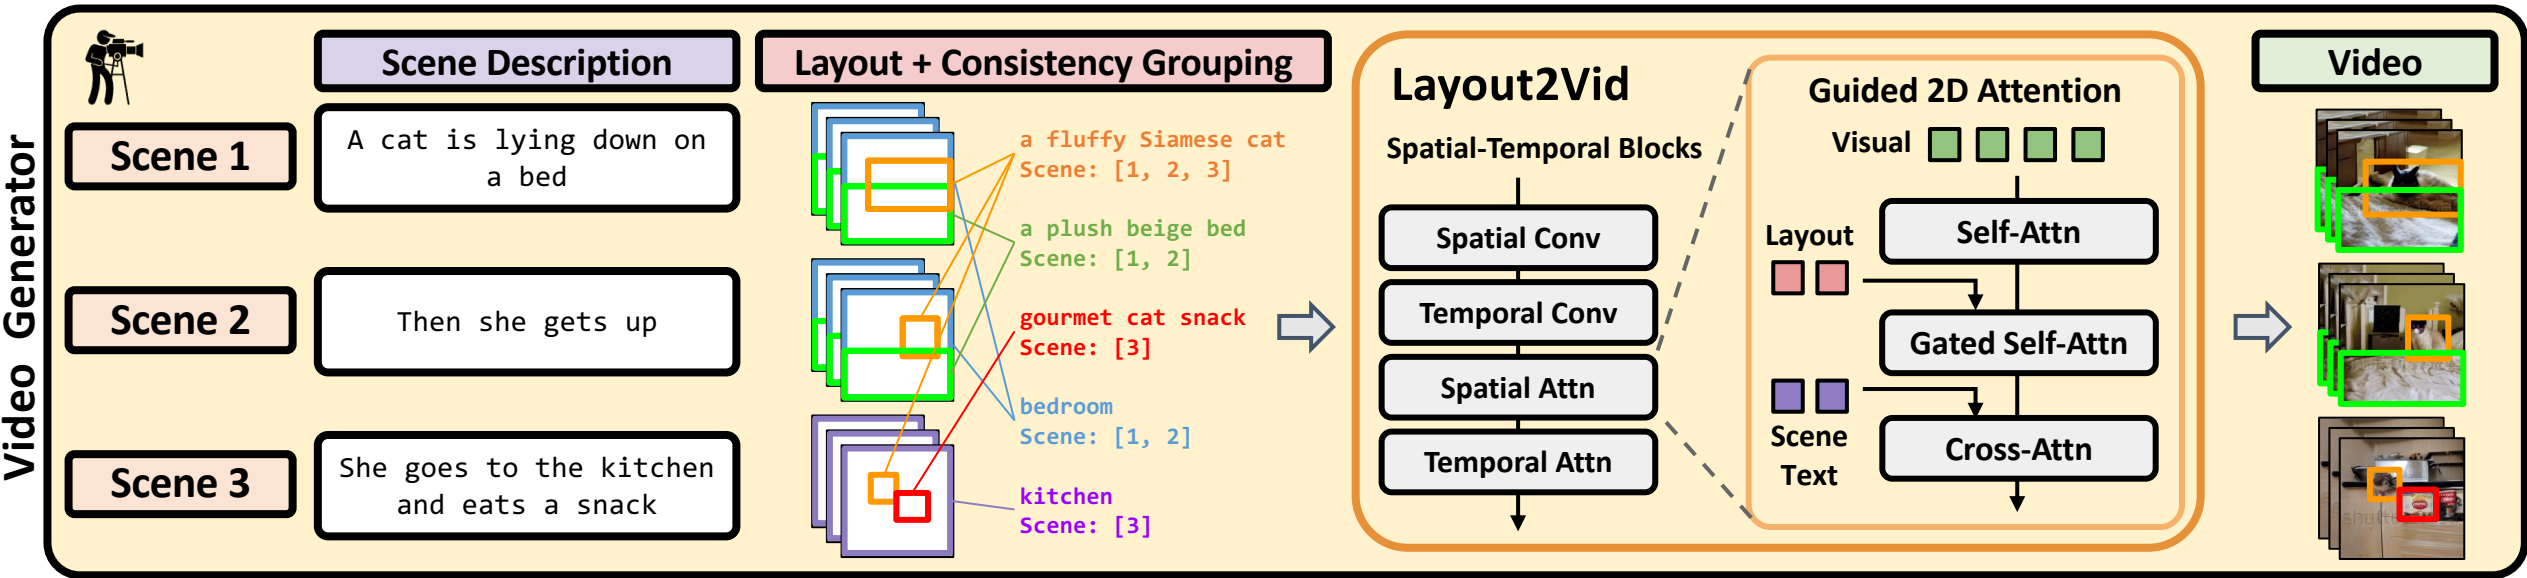 Video Generator
Scene Description
Layout + Consistency Grouping
Video
Scene 1
A cat is lying down on
a bed
Scene 2
Then she gets up
Scene 3
She goes to the kitchen
and eats a snack
a fluffy Siamese cat
Scene: [1, 2, 3]
a plush beige bed
Scene: [1, 2]
gourmet cat snack
Scene: [3]
bedroom
Scene: [1, 2]
kitchen
Scene: [3]
Layout2Vid
Spatial-Temporal Blocks
Spatial Conv
Temporal Conv
Spatial Attn
Temporal Attn
Guided 2D Attention
Visual
Self-Attn
Layout
Gated Self-Attn
Scene
Text
Cross-Attn